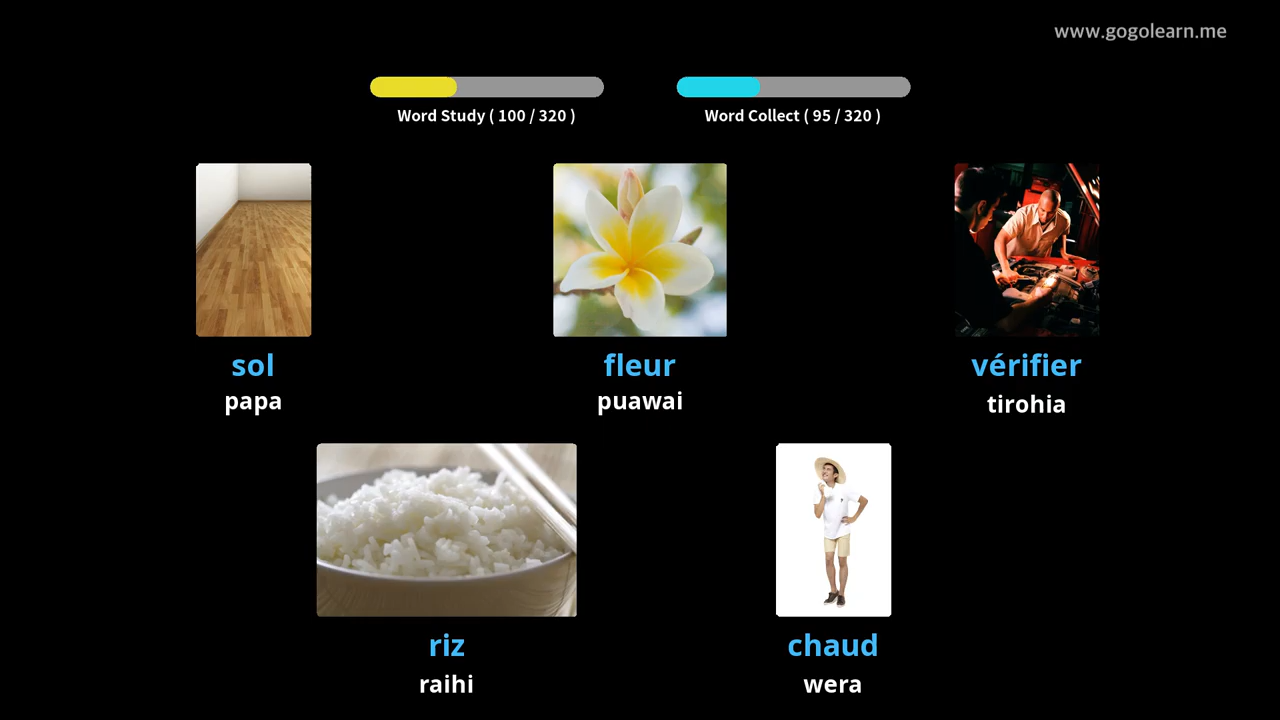 www.gogolearn.me
Word Study ( 100 / 320 )
Word Collect ( 95 / 320 )
sol
papa
fleur
puawai
vérifier
tirohia
riz
raihi
chaud
wera